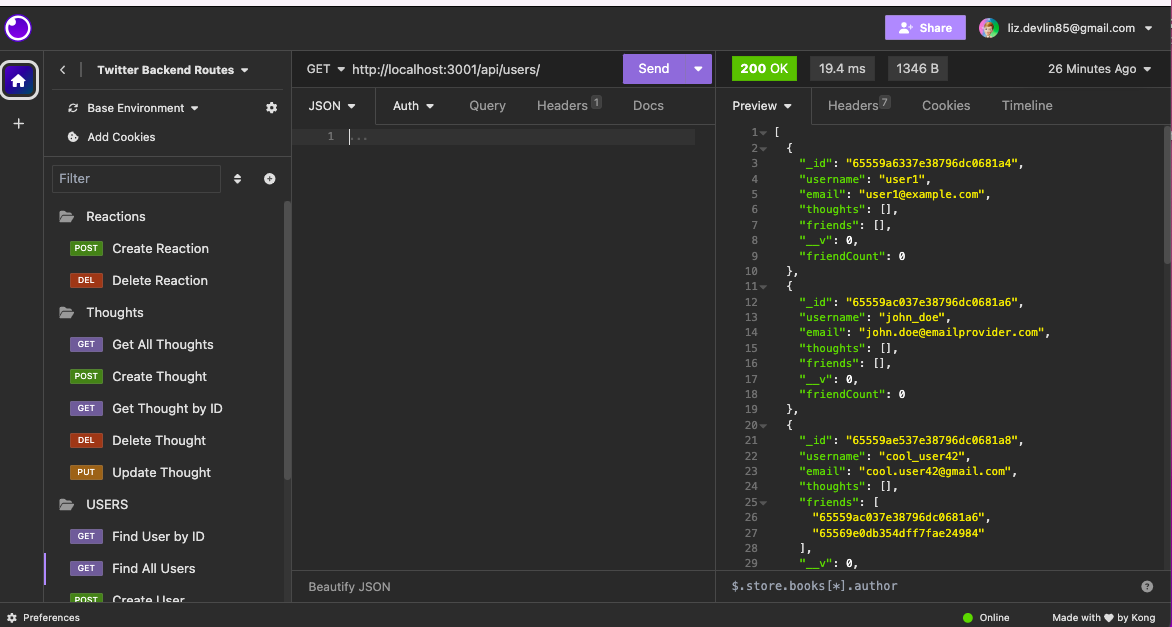 Share
liz.devlin85@gmail.com
Twitter Backend Routes
Base Environment
Add Cookies
Filter
Reactions
POST Create Reaction
DEL Delete Reaction
Thoughts
GET Get All Thoughts
POST Create Thought
GET Get Thought by ID
DEL Delete Thought
PUT Update Thought
USERS
GET Find User by ID
GET Find All Users
POST Create User
GET http://localhost:3001/api/users/
Send
JSON Auth Query Headers 1 Docs
1 ...
Beautify JSON
200 OK 19.4 ms 1346 B 26 Minutes Ago
Preview Headers 7 Cookies Timeline
1 [
2 {
3 "_id": "65559a6337e38796dc0681a4",
4 "username": "user1",
5 "email": "user1@example.com",
6 "thoughts": [],
7 "friends": [],
8 "__v": 0,
9 "friendCount": 0
10 },
11 {
12 "_id": "65559ac037e38796dc0681a6",
13 "username": "john_doe",
14 "email": "john.doe@emailprovider.com",
15 "thoughts": [],
16 "friends": [],
17 "__v": 0,
18 "friendCount": 0
19 },
20 {
21 "_id": "65559ae537e38796dc0681a8",
22 "username": "cool_user42",
23 "email": "cool.user42@gmail.com",
24 "thoughts": [],
25 "friends": [
26 "65559ac037e38796dc0681a6",
27 "65569e0db354dff7fae24984"
28 ],
29 "__v": 0,
$.store.books[*].author
Preferences
Online
Made with ♥ by Kong